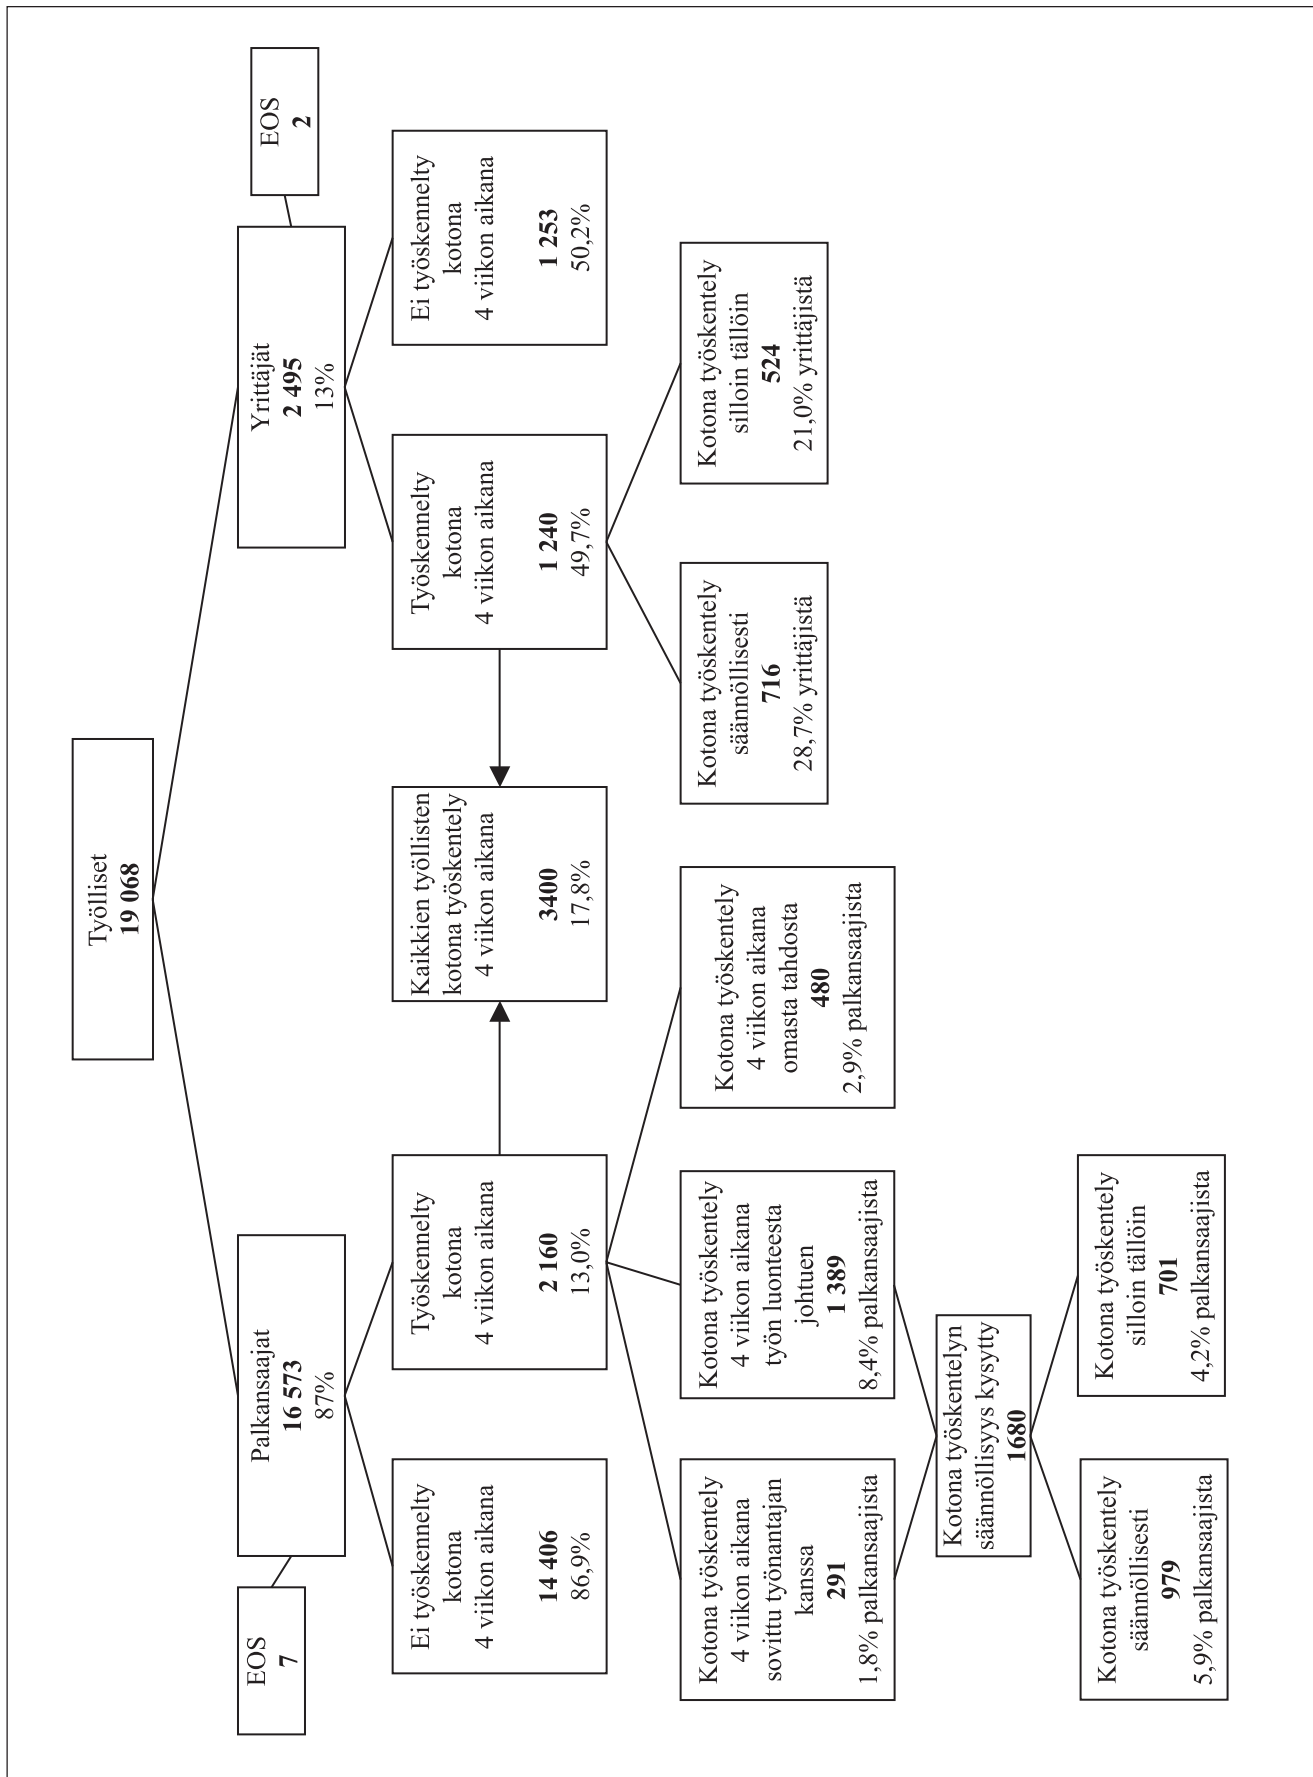 Työlliset
19 068
EOS
7
Palkansaajat
16 573
87%
Yrittäjät
2 495
13%
EOS
2
Ei työskennelty
kotona
4 viikon aikana
14 406
86,9%
Työskennelty
kotona
4 viikon aikana
2 160
13,0%
Kaikkien työllisten
kotona työskentely
4 viikon aikana
3400
17,8%
Työskennelty
kotona
4 viikon aikana
1 240
49,7%
Ei työskennelty
kotona
4 viikon aikana
1 253
50,2%
Kotona työskentely
4 viikon aikana
sovittu työnantajan
kanssa
291
1,8% palkansaajista
Kotona työskentely
4 viikon aikana
työn luonteesta
johtuen
1 389
8,4% palkansaajista
Kotona työskentely
4 viikon aikana
omasta tahdosta
480
2,9% palkansaajista
Kotona työskentely
säännöllisesti
716
28,7% yrittäjistä
Kotona työskentely
silloin tällöin
524
21,0% yrittäjistä
Kotona työskentelyn
säännöllisyys kysytty
1680
Kotona työskentely
säännöllisesti
979
5,9% palkansaajista
Kotona työskentely
silloin tällöin
701
4,2% palkansaajista